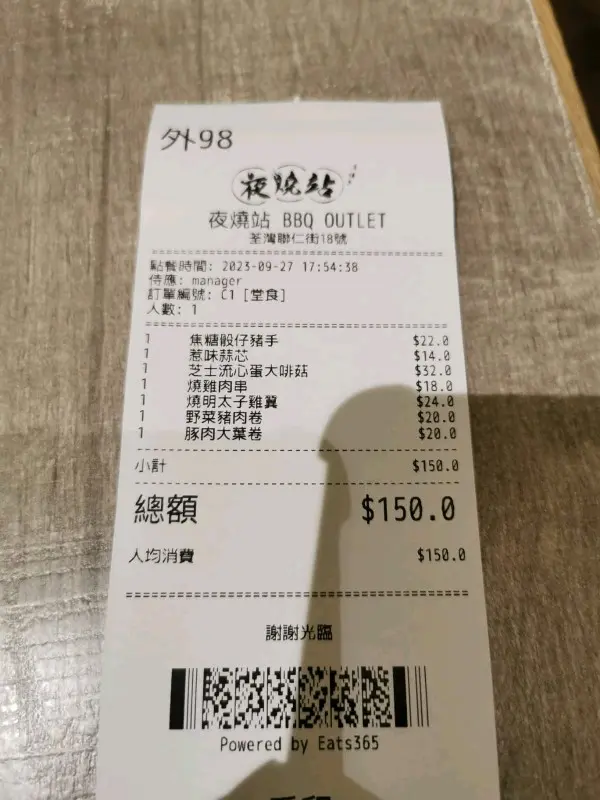 外98
夜燒站
夜燒站 BBQ OUTLET
荃灣聯仁街18號
點餐時間: 2023-09-27 17:54:38
侍應: manager
訂單編號: C1 [堂食]
人數: 1
1 焦糖骰仔豬手 $22.0
1 惹味蒜芯 $14.0
1 芝士流心蛋大啡菇 $32.0
1 燒雞肉串 $18.0
1 燒明太子雞翼 $24.0
1 野菜豬肉卷 $20.0
1 豚肉大葉卷 $20.0
小計 $150.0
總額 $150.0
人均消費 $150.0
謝謝光臨
Powered by Eats365